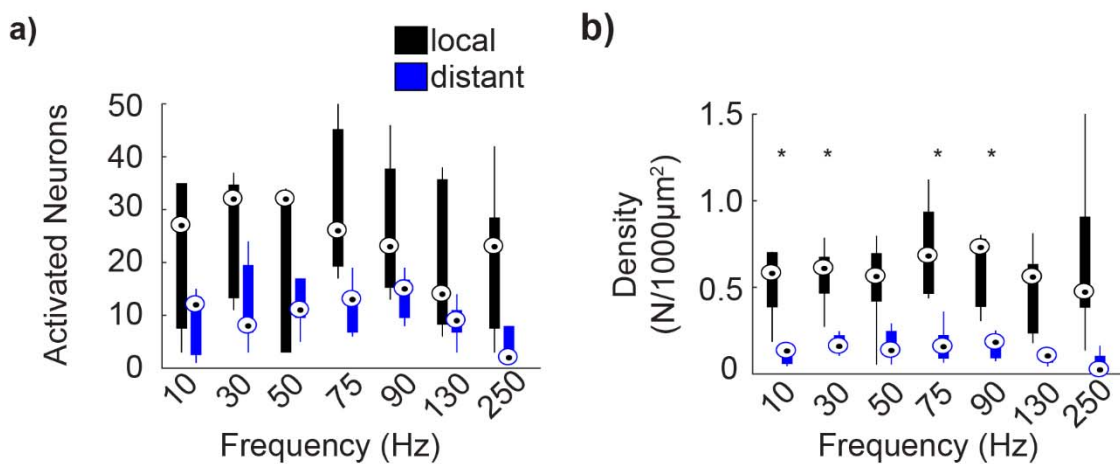 a)
local
distant
Activated Neurons
50
40
30
20
10
0
10 30 50 75 90 130 250
Frequency (Hz)
b)
Density
(N/1000µm²)
1.5
1.0
0.5
0
* * * *
10 30 50 75 90 130 250
Frequency (Hz)